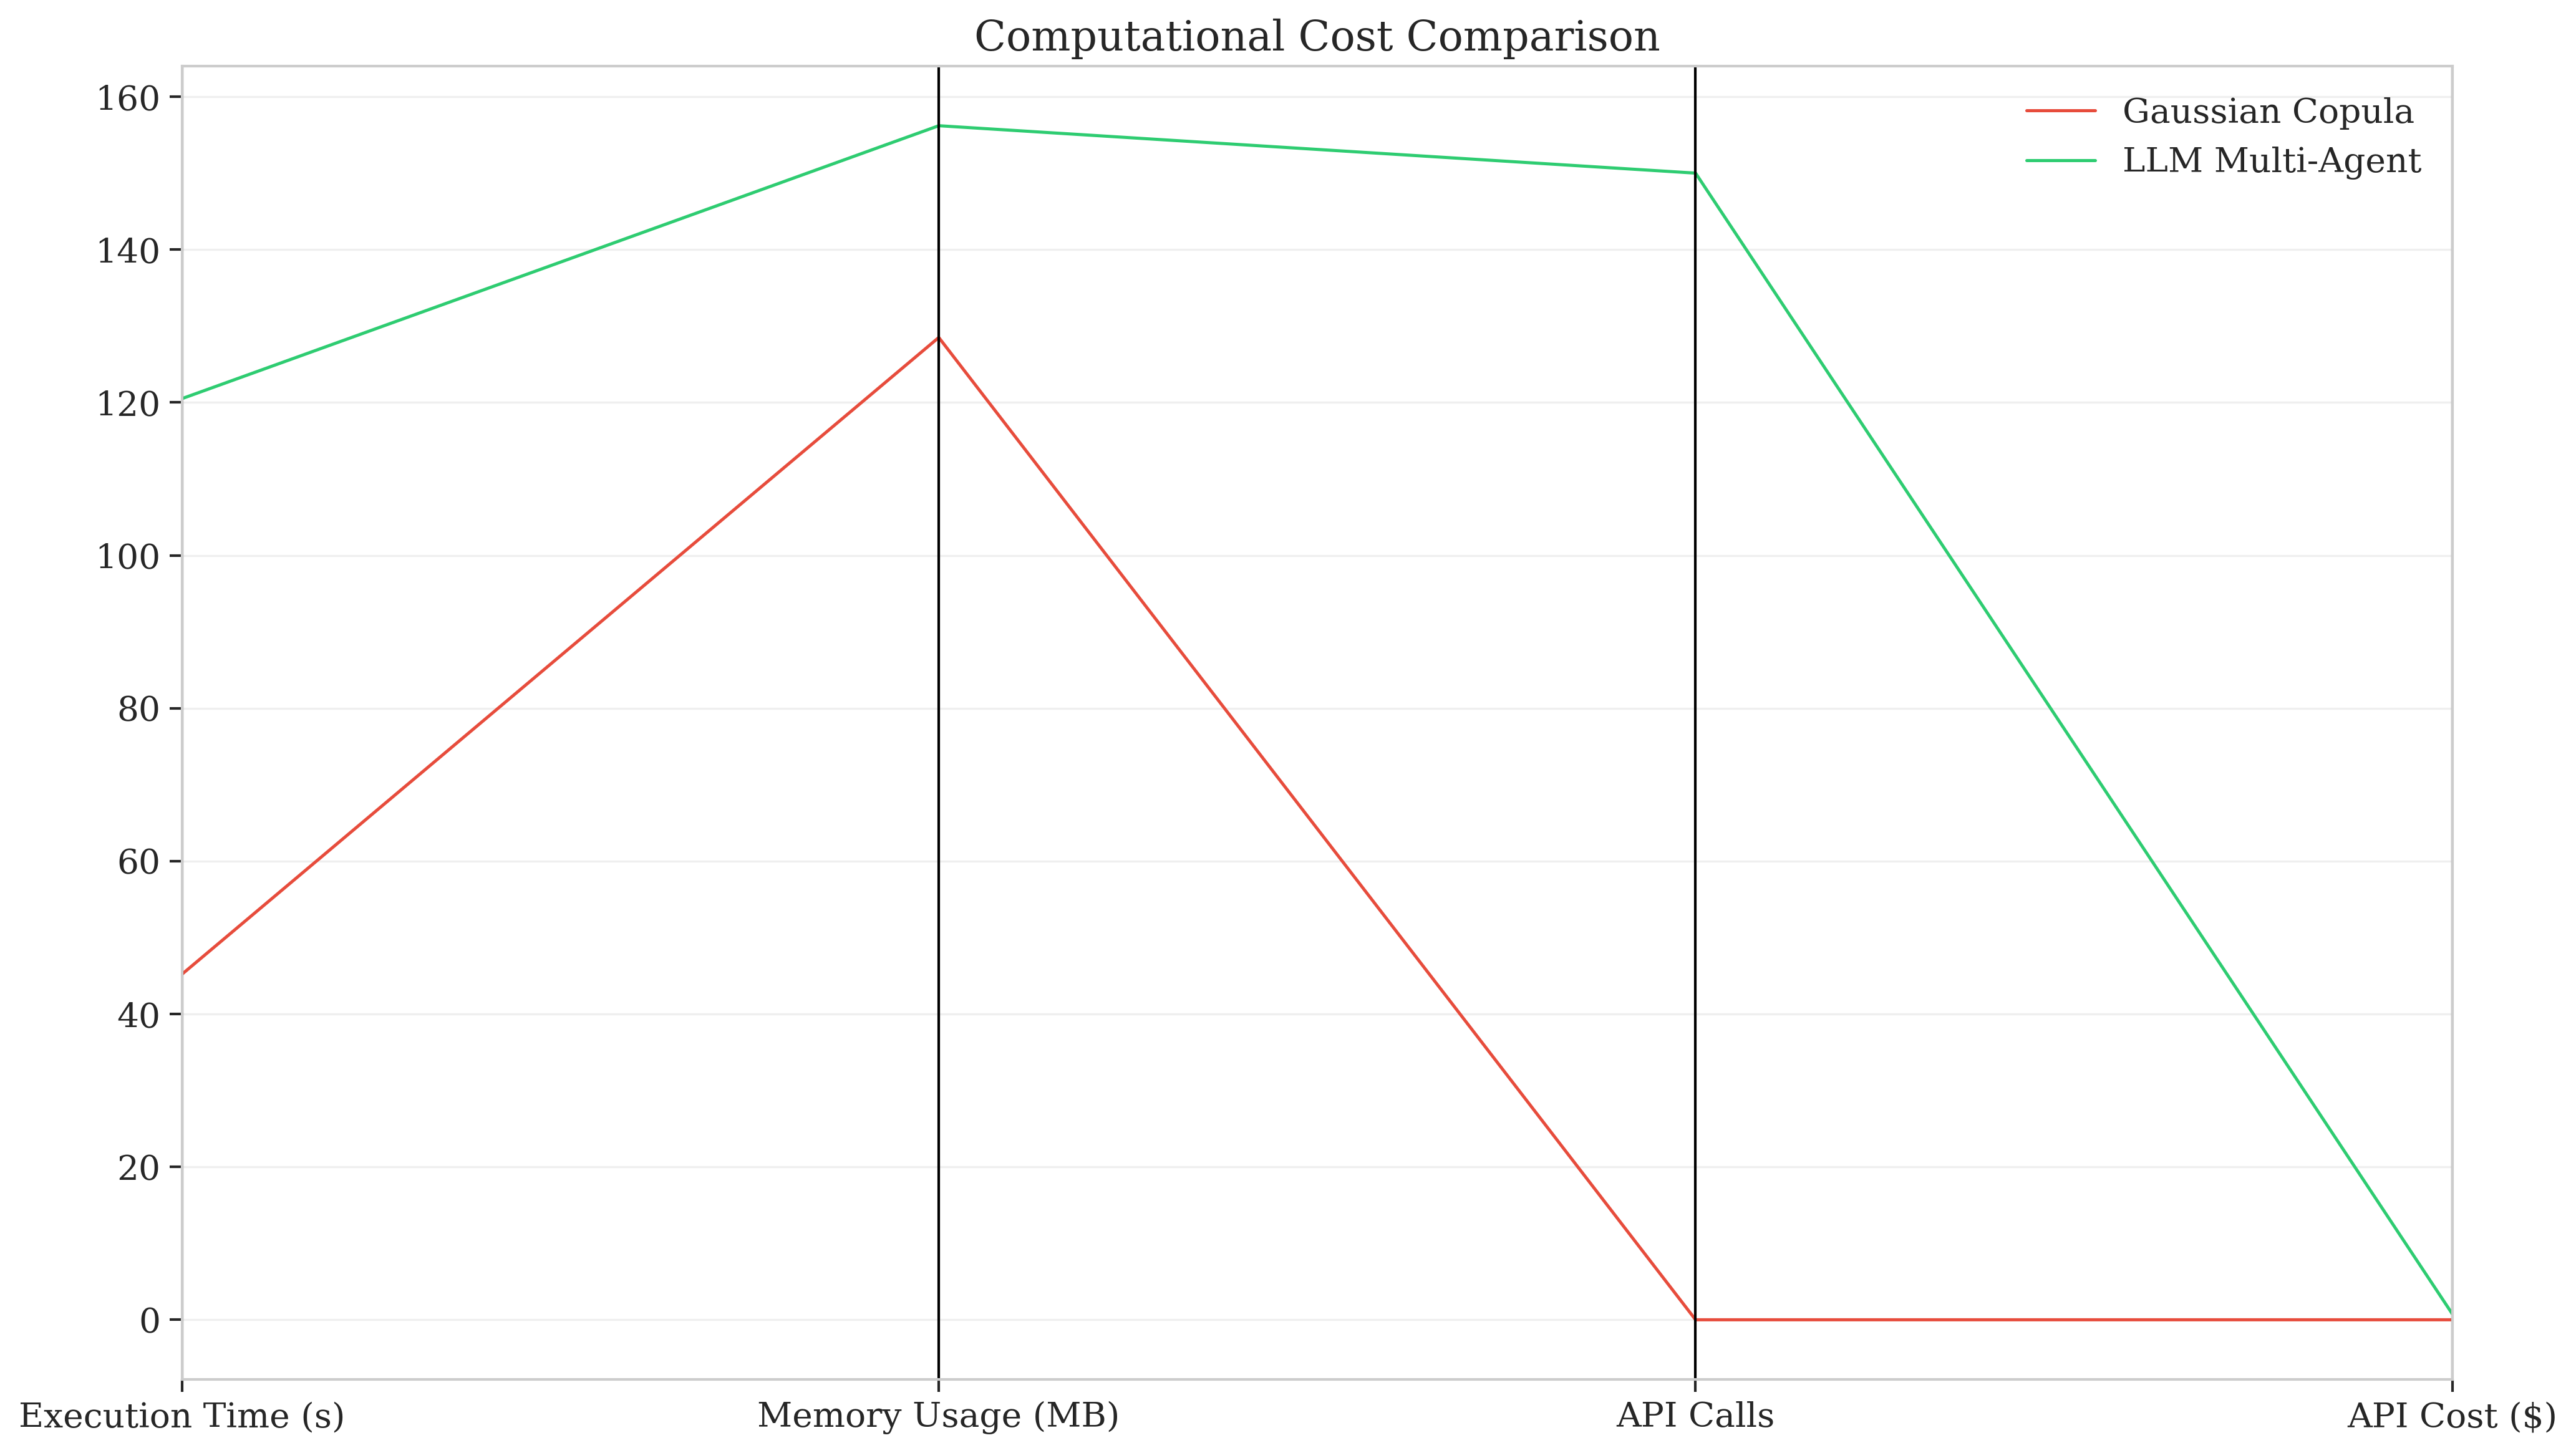 Computational Cost Comparison
160
140
120
100
80
60
40
20
0
Gaussian Copula
LLM Multi-Agent
Execution Time (s)
Memory Usage (MB)
API Calls
API Cost ($)